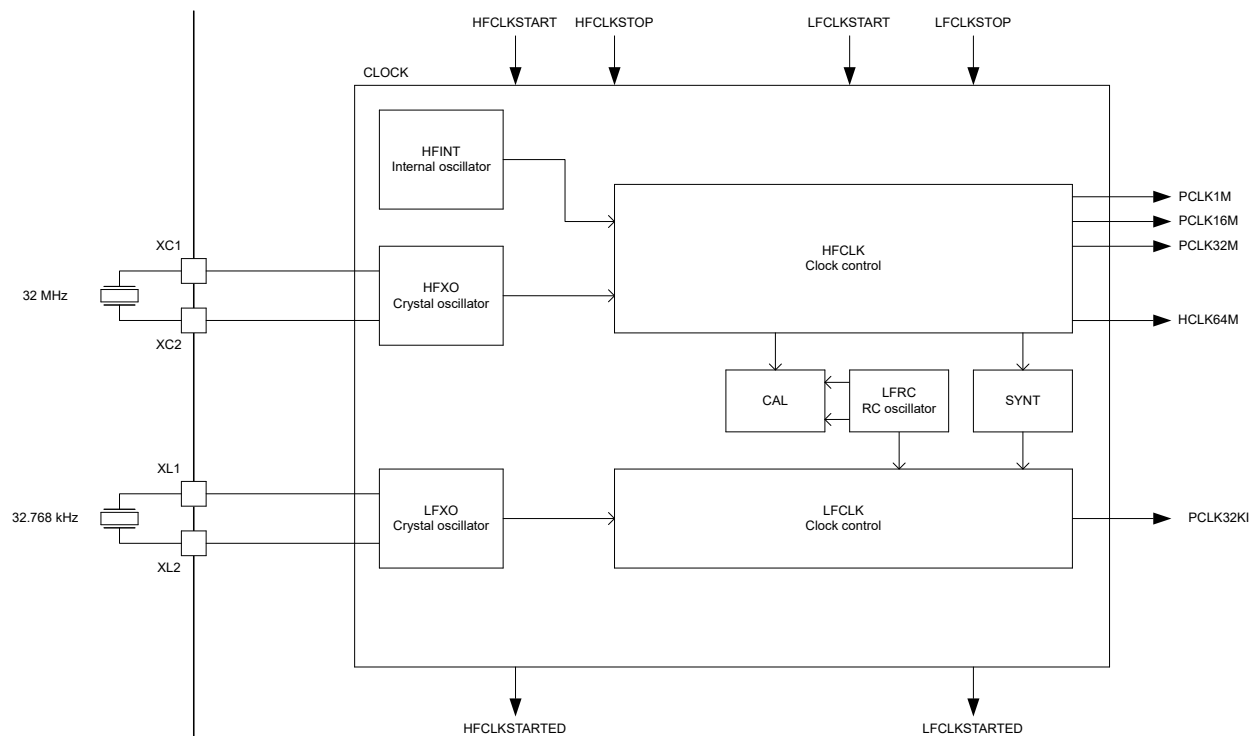 HFCLKSTART
HFCLKSTOP
LFCLKSTART
LFCLKSTOP
CLOCK
HFINT
Internal oscillator
PCLK1M
PCLK16M
PCLK32M
XC1
HFCLK
Clock control
32 MHz
HFXO
Crystal oscillator
XC2
HCLK64M
CAL
LFRC
RC oscillator
SYNT
XL1
32.768 kHz
LFXO
Crystal oscillator
LFCLK
Clock control
PCLK32KI
XL2
HFCLKSTARTED
LFCLKSTARTED